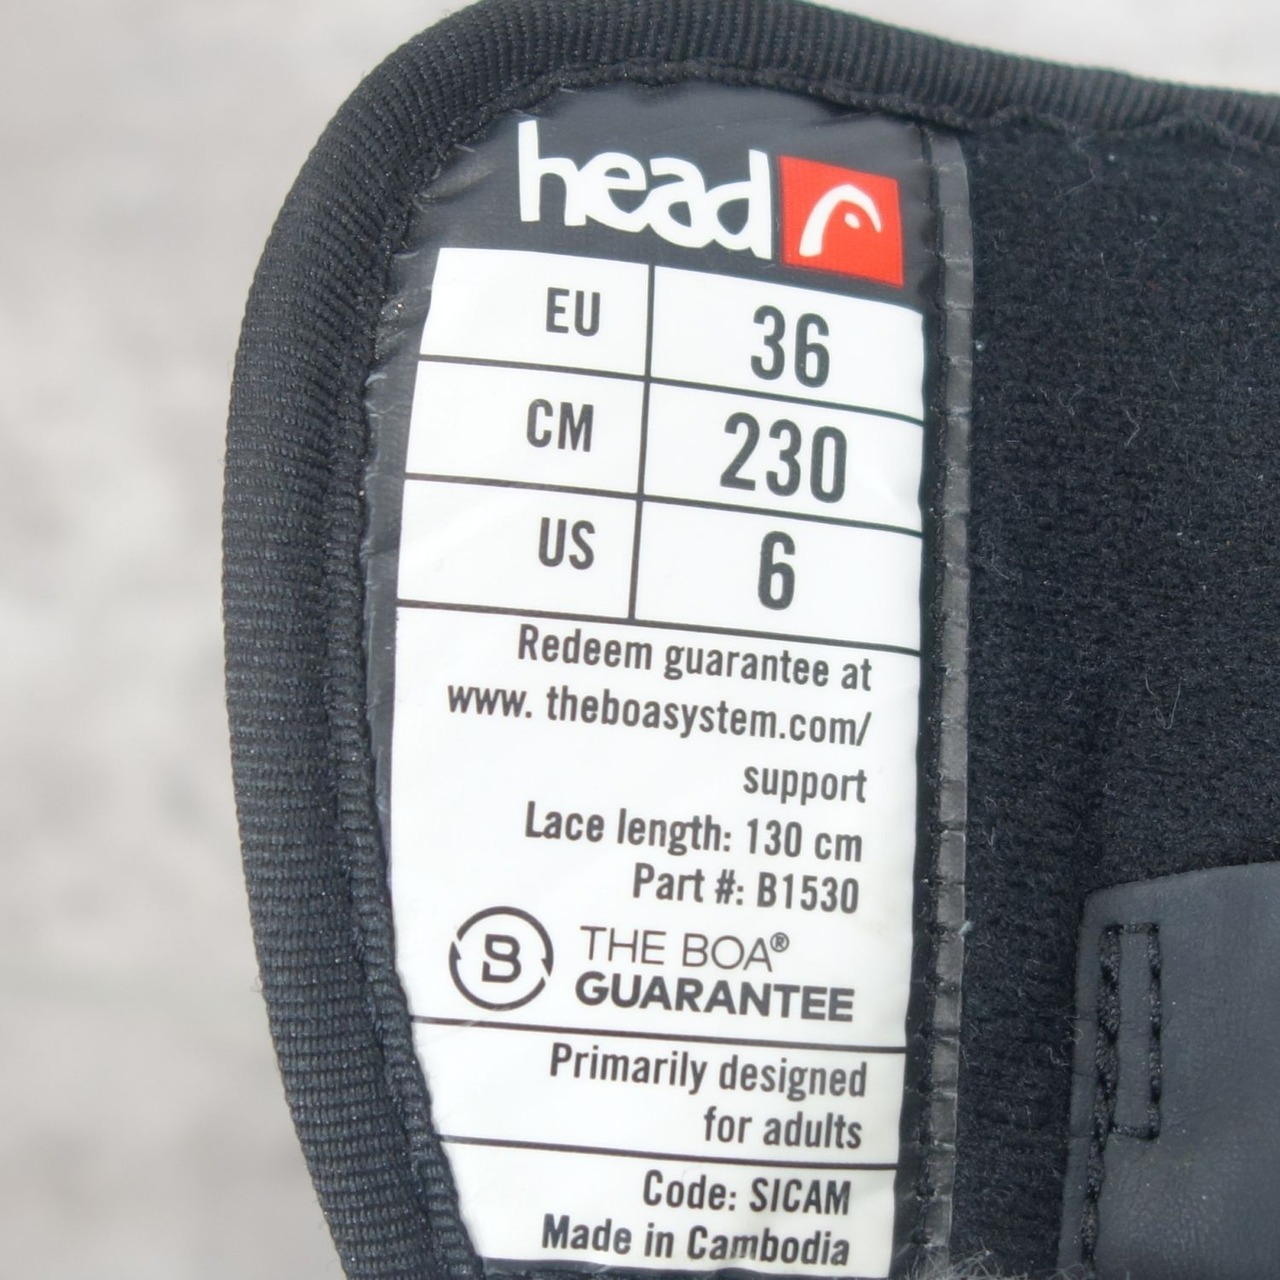 head
EU 36
CM 230
US 6
Redeem guarantee at
www. theboasystem.com/
support
Lace length: 130 cm
Part #: B1530
B THE BOA®
GUARANTEE
Primarily designed
for adults
Code: SICAM
Made in Cambodia